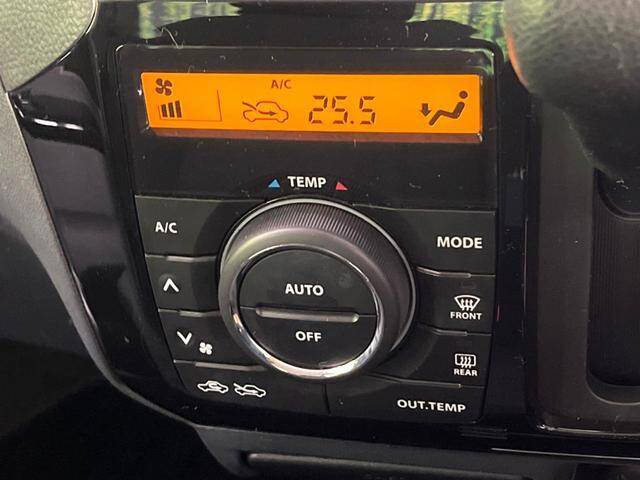 A/C
25.5
TEMP
A/C
MODE
AUTO
FRONT
OFF
REAR
OUT.TEMP